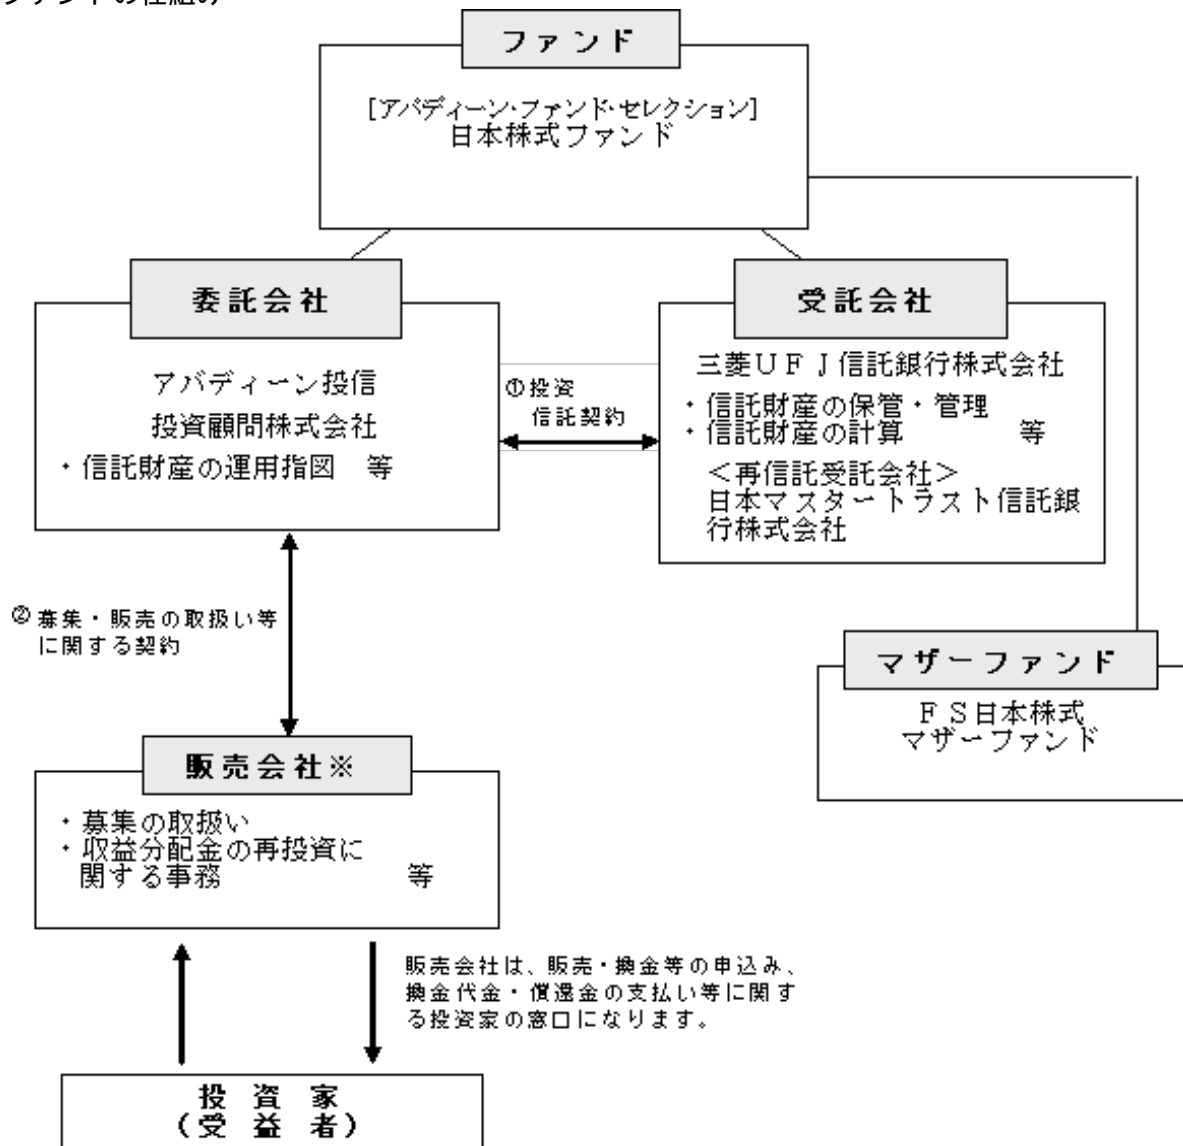 ファンドの仕組み
ファンド
[アバディーン・ファンド・セレクション]
日本株式ファンド
委託会社
アバディーン投信
投資顧問株式会社
・信託財産の運用指図 等
①投資
信託契約
受託会社
三菱ＵＦＪ信託銀行株式会社
・信託財産の保管・管理
・信託財産の計算 等
＜再信託受託会社＞
日本マスタートラスト信託銀
行株式会社
②募集・販売の取扱い等
に関する契約
マザーファンド
ＦＳ日本株式
マザーファンド
販売会社※
・募集の取扱い
・収益分配金の再投資に
関する事務 等
販売会社は、販売・換金等の申込み、
換金代金・償還金の支払い等に関す
る投資家の窓口になります。
投資家
（受益者）